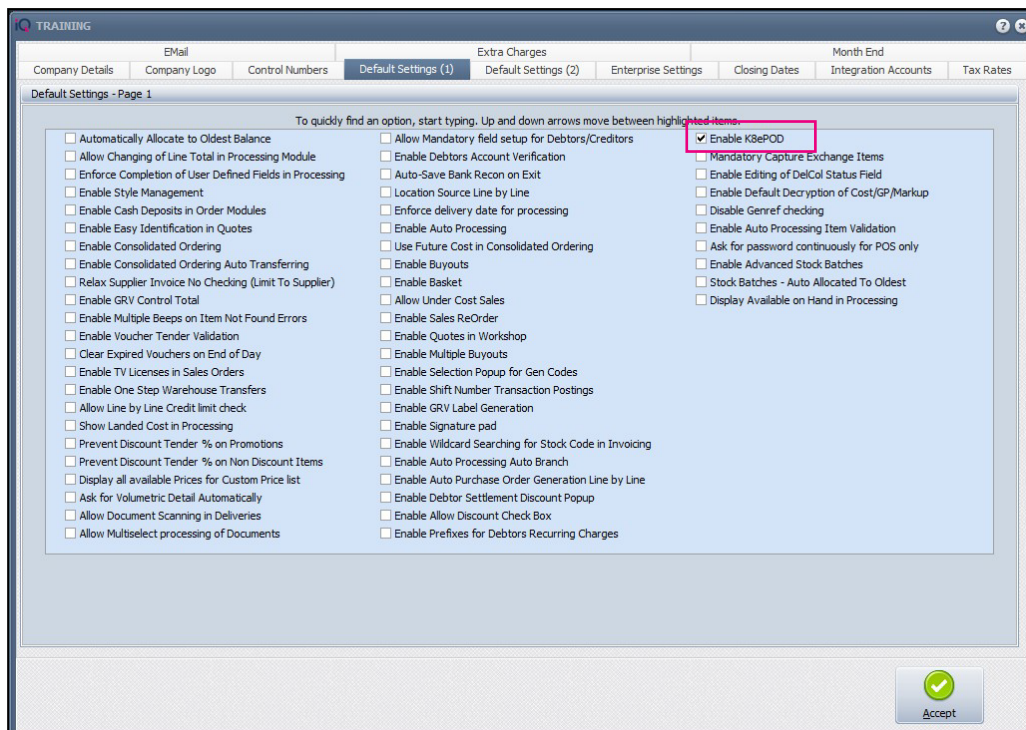 iQ TRAINING
EMail Extra Charges Month End
Company Details Company Logo Control Numbers Default Settings (1) Default Settings (2) Enterprise Settings Closing Dates Integration Accounts Tax Rates
Default Settings - Page 1
To quickly find an option, start typing. Up and down arrows move between highlighted items.
Automatically Allocate to Oldest Balance
Allow Changing of Line Total in Processing Module
Enforce Completion of User Defined Fields in Processing
Enable Style Management
Enable Cash Deposits in Order Modules
Enable Easy Identification in Quotes
Enable Consolidated Ordering
Enable Consolidated Ordering Auto Transferring
Relax Supplier Invoice No Checking (Limit To Supplier)
Enable GRV Control Total
Enable Multiple Beeps on Item Not Found Errors
Enable Voucher Tender Validation
Clear Expired Vouchers on End of Day
Enable TV Licenses in Sales Orders
Enable One Step Warehouse Transfers
Allow Line by Line Credit limit check
Show Landed Cost in Processing
Prevent Discount Tender % on Promotions
Prevent Discount Tender % on Non Discount Items
Display all available Prices for Custom Price list
Ask for Volumetric Detail Automatically
Allow Document Scanning in Deliveries
Allow Multiselect processing of Documents
Allow Mandatory field setup for Debtors/Creditors
Enable Debtors Account Verification
Auto-Save Bank Recon on Exit
Location Source Line by Line
Enforce delivery date for processing
Enable Auto Processing
Use Future Cost in Consolidated Ordering
Enable Buyouts
Enable Basket
Allow Under Cost Sales
Enable Sales ReOrder
Enable Quotes in Workshop
Enable Multiple Buyouts
Enable Selection Popup for Gen Codes
Enable Shift Number Transaction Postings
Enable GRV Label Generation
Enable Signature pad
Enable Wildcard Searching for Stock Code in Invoicing
Enable Auto Processing Auto Branch
Enable Auto Purchase Order Generation Line by Line
Enable Debtor Settlement Discount Popup
Enable Allow Discount Check Box
Enable Prefixes for Debtors Recurring Charges
Enable K8ePOD
Mandatory Capture Exchange Items
Enable Editing of DelCol Status Field
Enable Default Decryption of Cost/GP/Markup
Disable Genref checking
Enable Auto Processing Item Validation
Ask for password continuously for POS only
Enable Advanced Stock Batches
Stock Batches - Auto Allocated To Oldest
Display Available on Hand in Processing
Accept